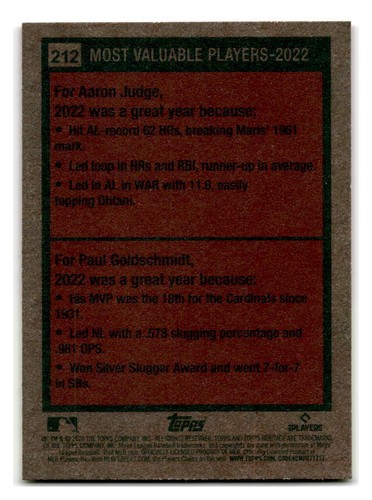 212 MOST VALUABLE PLAYERS-2022
For Aaron Judge,
2022 was a great year because:
• Hit AL-record 62 HRs, breaking Maris' 1961
mark.
• Led loop in HRs and RBI, runner-up in average.
• Led in AL in WAR with 11.0, easily
topping Ohtani.
For Paul Goldschmidt,
2022 was a great year because:
• His MVP was the 18th for the Cardinals since
1931.
• Led NL with a .578 slugging percentage and
.981 OPS.
• Won Silver Slugger Award and went 7-for-7
in SBs.
TOPPS
PLAYERS